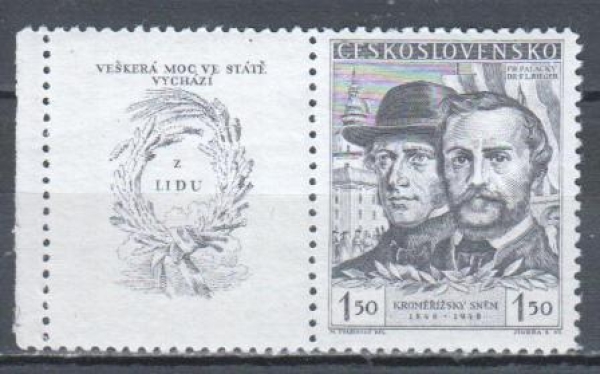 VEŠKERÁ MOC VE STÁTĚ
VYCHÁZÍ
Z
LIDU
ČESKOSLOVENSKO
FR. PALACKÝ
DR. F. L. RIEGER
1 50
KROMĚŘÍŽSKÝ SNĚM
1848 - 1948
1 50